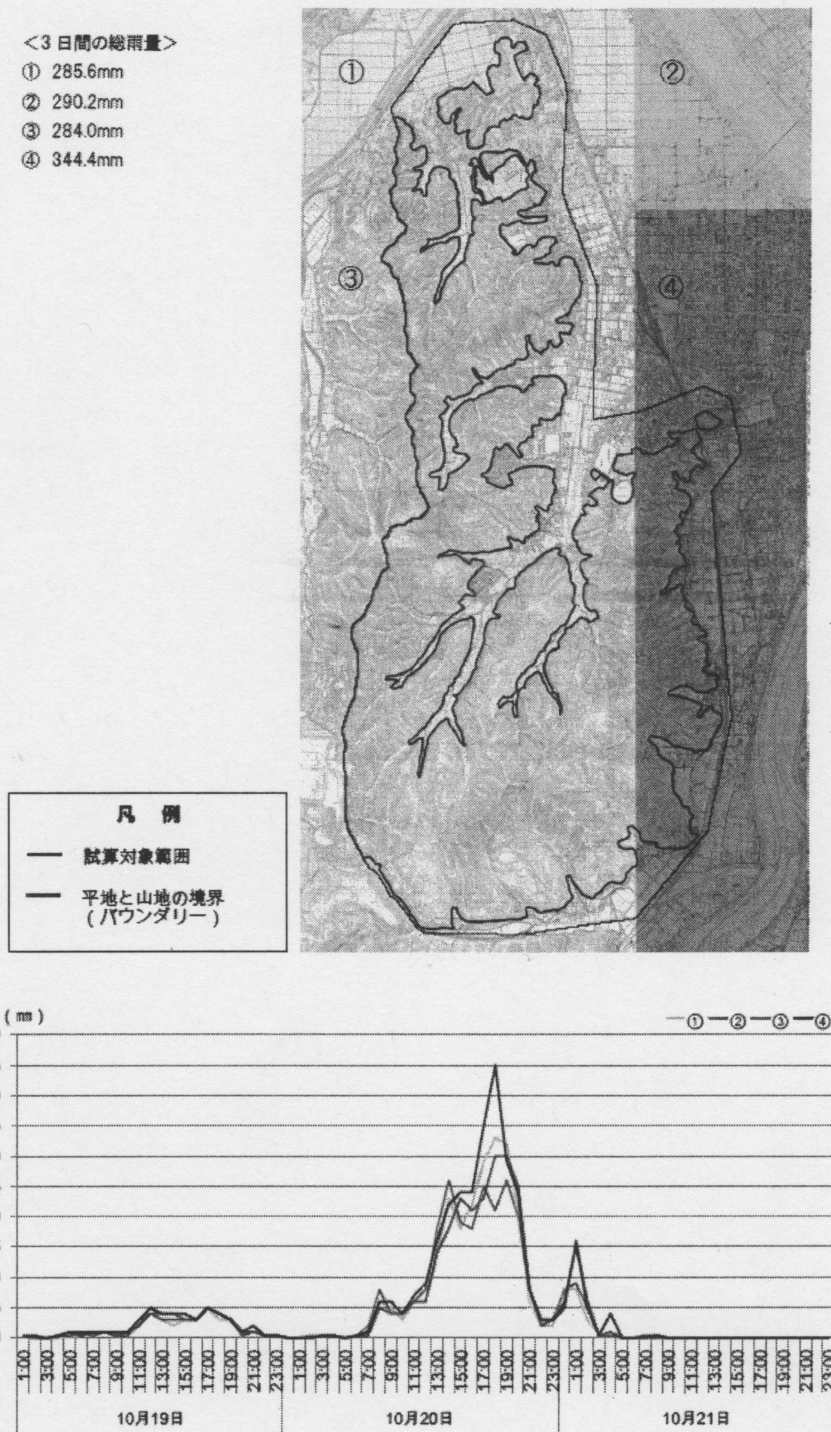 <3日間の総雨量>
① 285.6mm
② 290.2mm
③ 284.0mm
④ 344.4mm
①
②
③
④
凡 例
試算対象範囲
平地と山地の境界
(バウンダリー)
(mm)
① ② ③ ④
1:00 3:00 5:00 7:00 9:00 11:00 13:00 15:00 17:00 19:00 21:00 23:00 1:00 3:00 5:00 7:00 9:00 11:00 13:00 15:00 17:00 19:00 21:00 23:00 1:00 3:00 5:00 7:00 9:00 11:00 13:00 15:00 17:00 19:00 21:00 23:00
10月19日 10月20日 10月21日